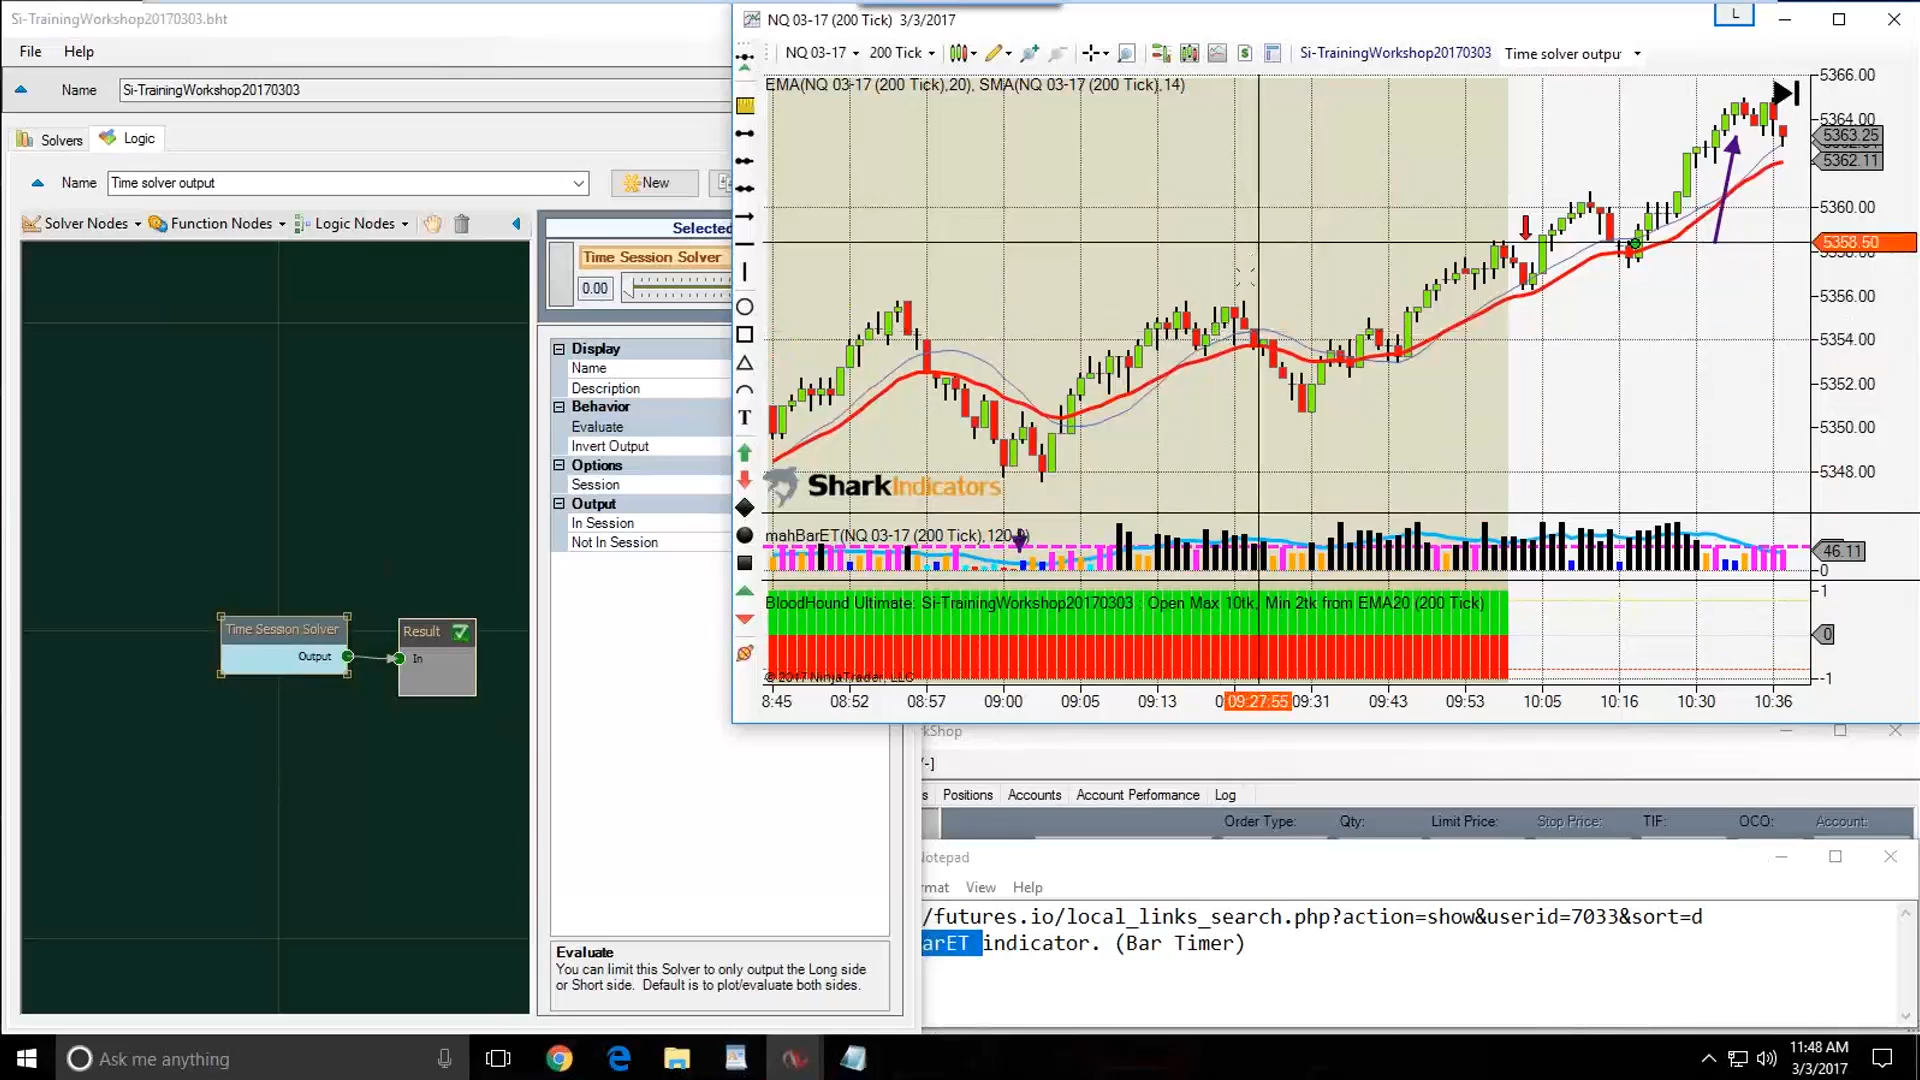 Si-TrainingWorkshop20170303.bht
File Help
Name Si-TrainingWorkshop20170303
Solvers Logic
Name Time solver output New
Solver Nodes Function Nodes Logic Nodes
Selected
Time Session Solver
0.00
Display
Name
Description
Behavior
Evaluate
Invert Output
Options
Session
Output
In Session
Not In Session
Time Session Solver
Output
Result
In
Evaluate
You can limit this Solver to only output the Long side
or Short side. Default is to plot/evaluate both sides.
NQ 03-17 (200 Tick) 3/3/2017
L
NQ 03-17 200 Tick Si-TrainingWorkshop20170303 Time solver output
T
EMA(NQ 03-17 (200 Tick),20), SMA(NQ 03-17 (200 Tick),14)
5366.00
5364.00
5363.25
5362.11
5360.00
5358.50
5356.00
5354.00
5352.00
5350.00
5348.00
SharkIndicators
mahBarET(NQ 03-17 (200 Tick),120
46.11
0
BloodHound Ultimate: Si-TrainingWorkshop20170303 : Open Max 10tk, Min 2tk from EMA20 (200 Tick)
1
0
-1
© 2017 NinjaTrader, LLC
8:45 08:52 08:57 09:00 09:05 09:13 09:27:55 09:31 09:43 09:53 10:05 10:16 10:30 10:36
kShop
-]
s Positions Accounts Account Performance Log
Order Type: Qty: Limit Price: Stop Price: TIF: OCO: Account:
Notepad
rmat View Help
/futures.io/local_links_search.php?action=show&userid=7033&sort=d
arET indicator. (Bar Timer)
Ask me anything
11:48 AM
3/3/2017